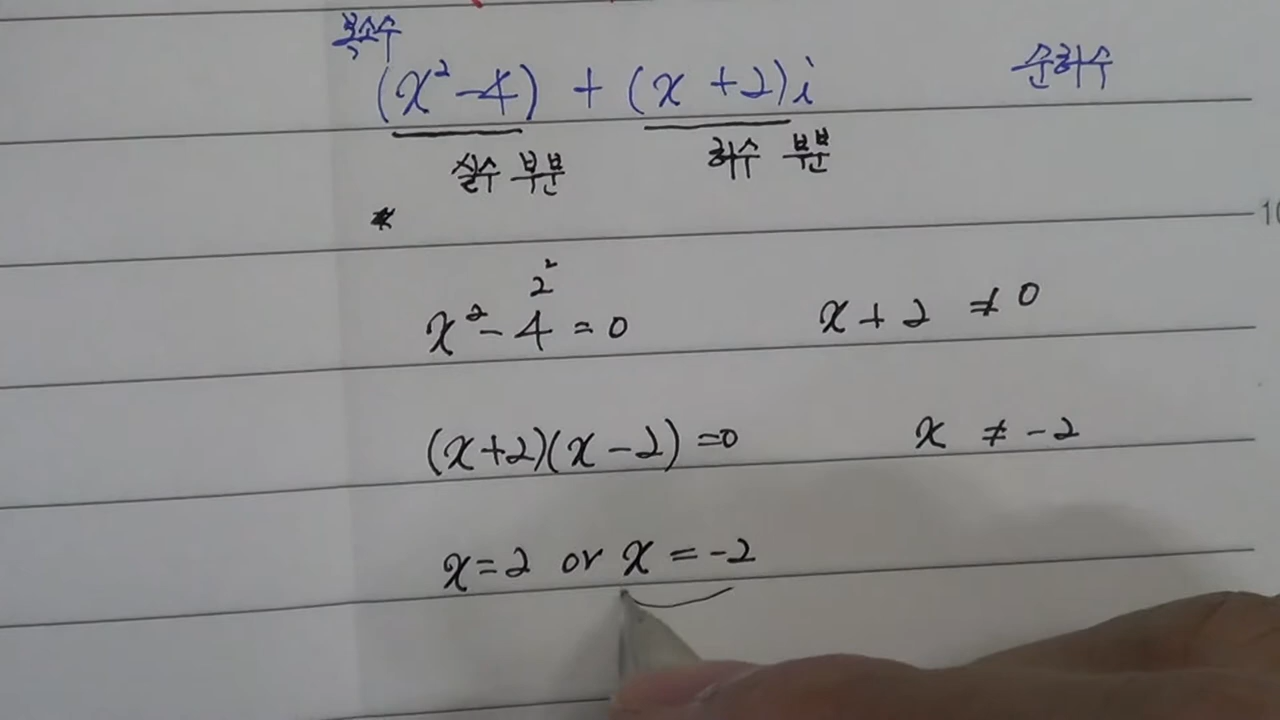 복소수
(x²-4) + (x+2)i 순허수
실수 부분 허수 부분
*
2²
x²-4=0 x+2 ≠0
(x+2)(x-2)=0 x ≠ -2
x=2 or x=-2